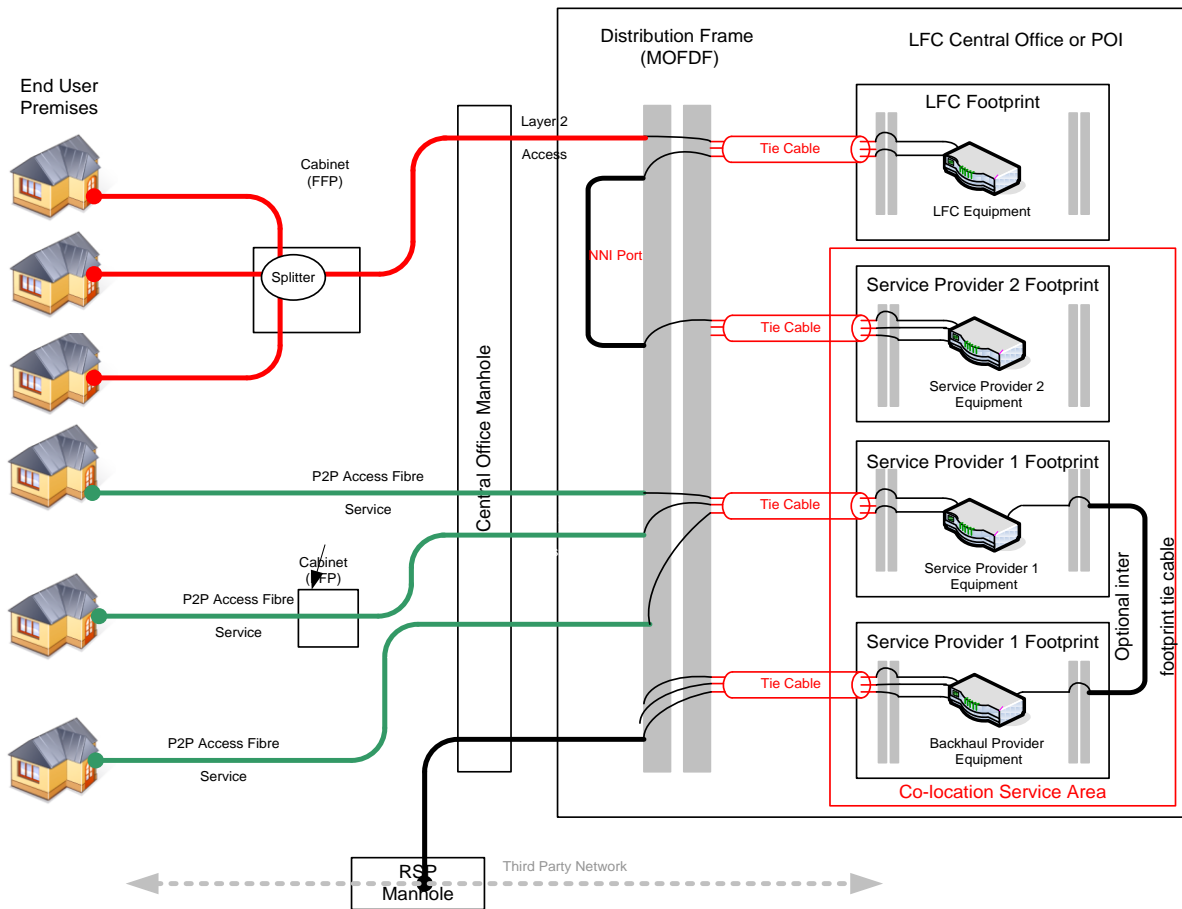 Distribution Frame
(MOFDF)
LFC Central Office or POI
End User
Premises
LFC Footprint
Layer 2
Access
Tie Cable
Cabinet
(FFP)
LFC Equipment
Splitter
NNI Port
Service Provider 2 Footprint
Tie Cable
Service Provider 2
Equipment
Central Office Manhole
P2P Access Fibre
Service
Service Provider 1 Footprint
Tie Cable
Service Provider 1
Equipment
Cabinet
(FFP)
P2P Access Fibre
Service
Optional inter
footprint tie cable
Service Provider 1 Footprint
Tie Cable
Backhaul Provider
Equipment
P2P Access Fibre
Service
Co-location Service Area
Third Party Network
RSP
Manhole